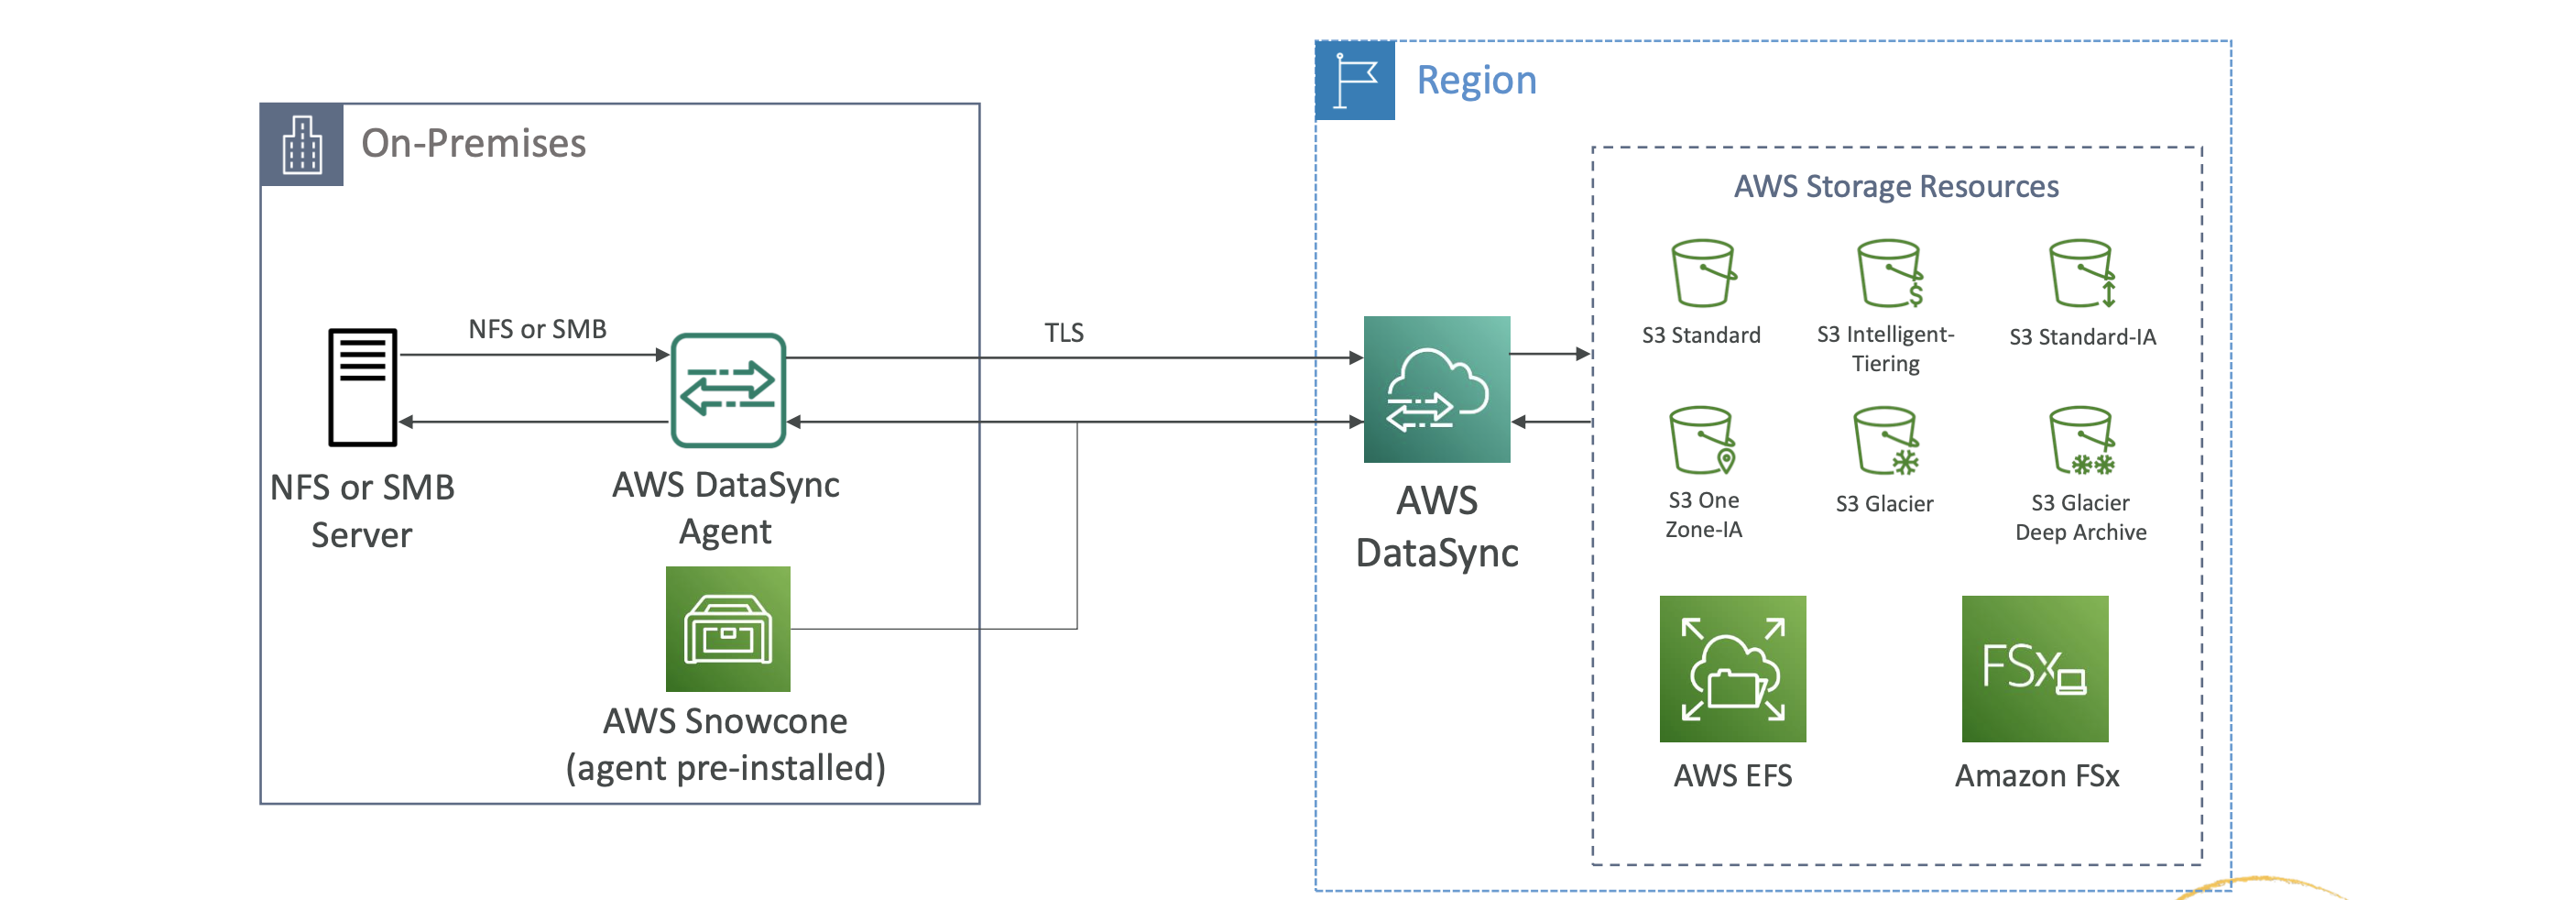 On-Premises
NFS or SMB
NFS or SMB
Server
AWS DataSync
Agent
AWS Snowcone
(agent pre-installed)
TLS
Region
AWS
DataSync
AWS Storage Resources
S3 Standard
S3 Intelligent-
Tiering
S3 Standard-IA
S3 One
Zone-IA
S3 Glacier
S3 Glacier
Deep Archive
AWS EFS
FSx
Amazon FSx